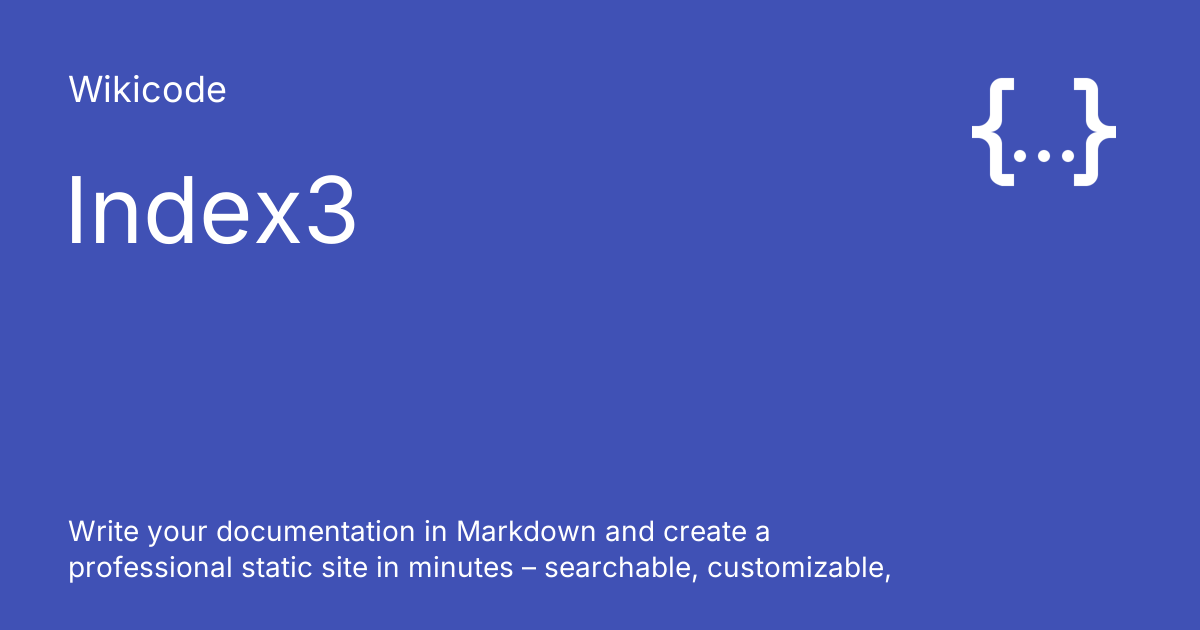 Wikicode
{...}
Index3
Write your documentation in Markdown and create a
professional static site in minutes – searchable, customizable,